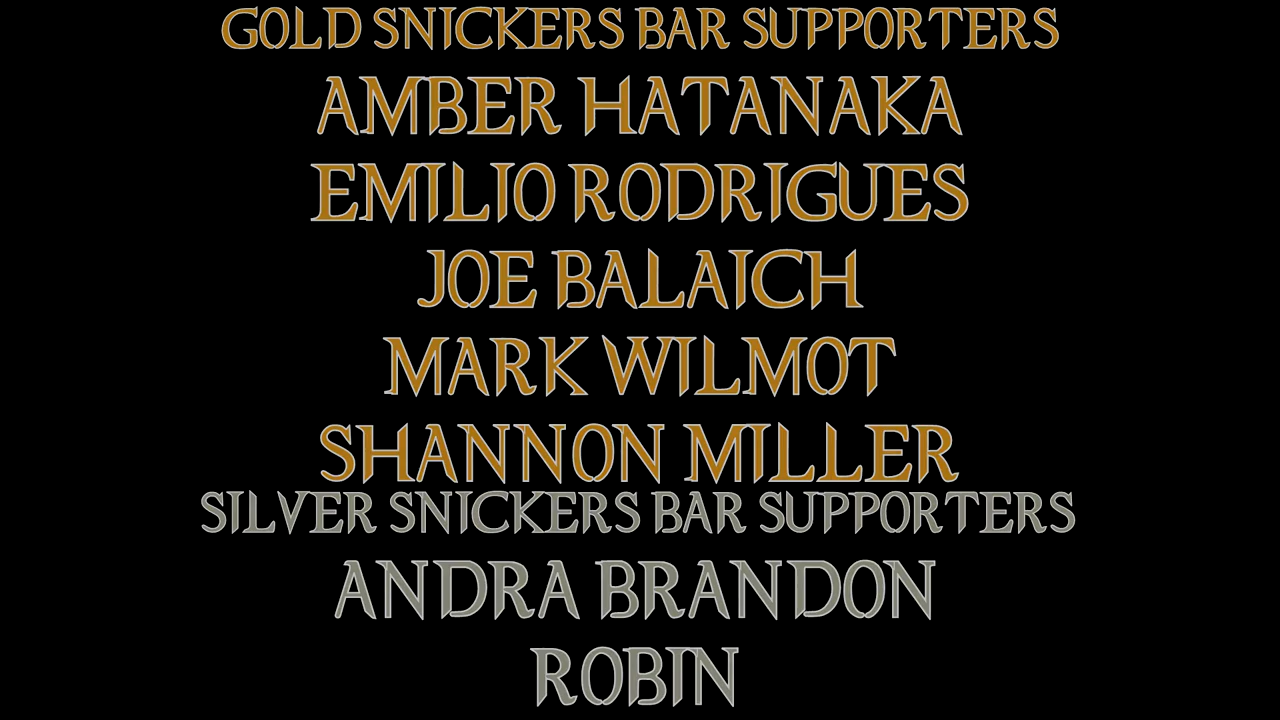 GOLD SNICKERS BAR SUPPORTERS
AMBER HATANAKA
EMILIO RODRIGUES
JOE BALAICH
MARK WILMOT
SHANNON MILLER
SILVER SNICKERS BAR SUPPORTERS
ANDRA BRANDON
ROBIN